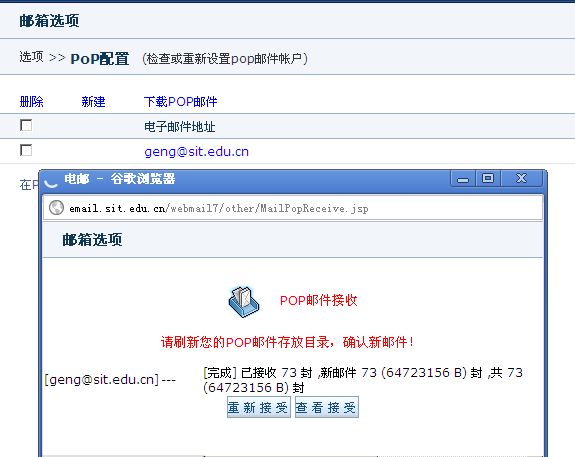 邮箱选项
选项 >> PoP配置 (检查或重新设置pop邮件帐户)
删除 新建 下载POP邮件
电子邮件地址
geng@sit.edu.cn
在P
电邮 - 谷歌浏览器
email.sit.edu.cn/webmail7/other/MailPopReceive.jsp
邮箱选项
POP邮件接收
请刷新您的POP邮件存放目录，确认新邮件！
[geng@sit.edu.cn] --- [完成] 已接收 73 封 ,新邮件 73 (64723156 B) 封 ,共 73
(64723156 B) 封
重新接受 查看接受